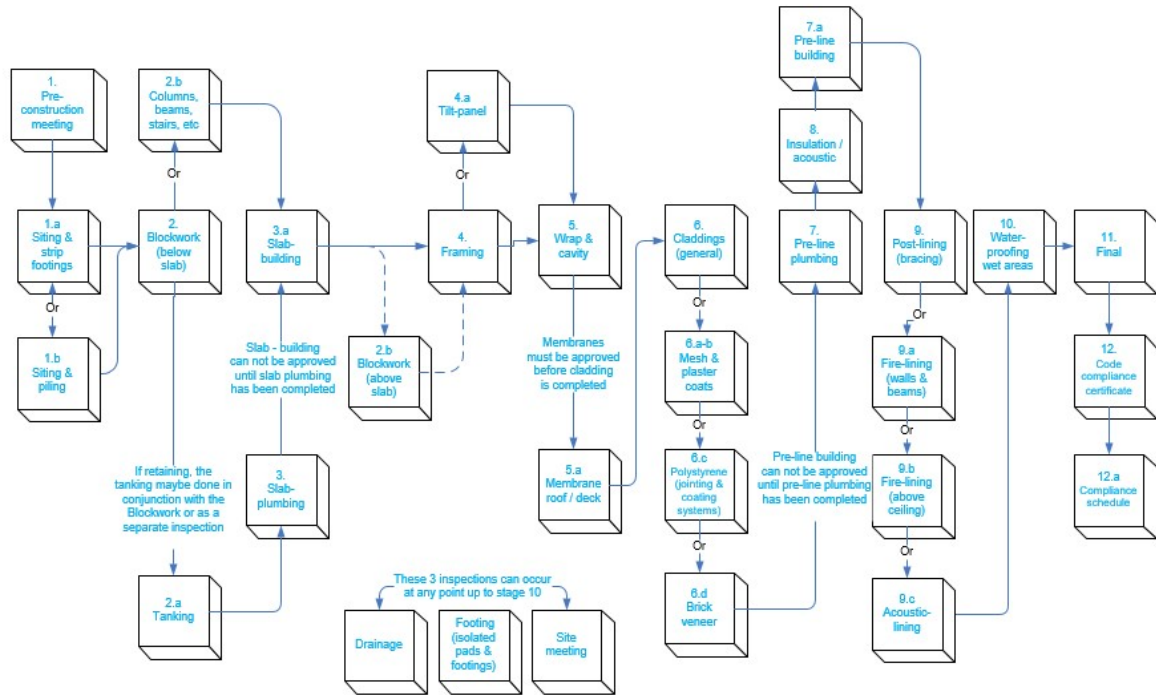 1.
Pre-
construction
meeting
1.a
Siting &
strip
footings
Or
1.b
Siting &
piling
2.b
Columns,
beams,
stairs, etc
Or
2.
Blockwork
(below
slab)
If retaining, the
tanking maybe done in
conjunction with the
Blockwork or as a
separate inspection
2.a
Tanking
3.a
Slab-
building
Slab - building
can not be approved
until slab plumbing
has been completed
3.
Slab-
plumbing
2.b
Blockwork
(above
slab)
4.a
Tilt-panel
Or
4.
Framing
5.
Wrap &
cavity
Membranes
must be approved
before cladding
is completed
5.a
Membrane
roof / deck
These 3 inspections can occur
at any point up to stage 10
Drainage
Footing
(isolated
pads &
footings)
Site
meeting
6.
Claddings
(general)
Or
6.a-b
Mesh &
plaster
coats
Or
6.c
Polystyrene
(jointing &
coating
systems)
Or
6.d
Brick
veneer
7.a
Pre-line
building
8.
Insulation /
acoustic
7.
Pre-line
plumbing
Pre-line building
can not be approved
until pre-line plumbing
has been completed
9.
Post-lining
(bracing)
Or
9.a
Fire-lining
(walls &
beams)
Or
9.b
Fire-lining
(above
ceiling)
Or
9.c
Acoustic-
lining
10.
Water-
proofing
wet areas
11.
Final
12.
Code
compliance
certificate
12.a
Compliance
schedule